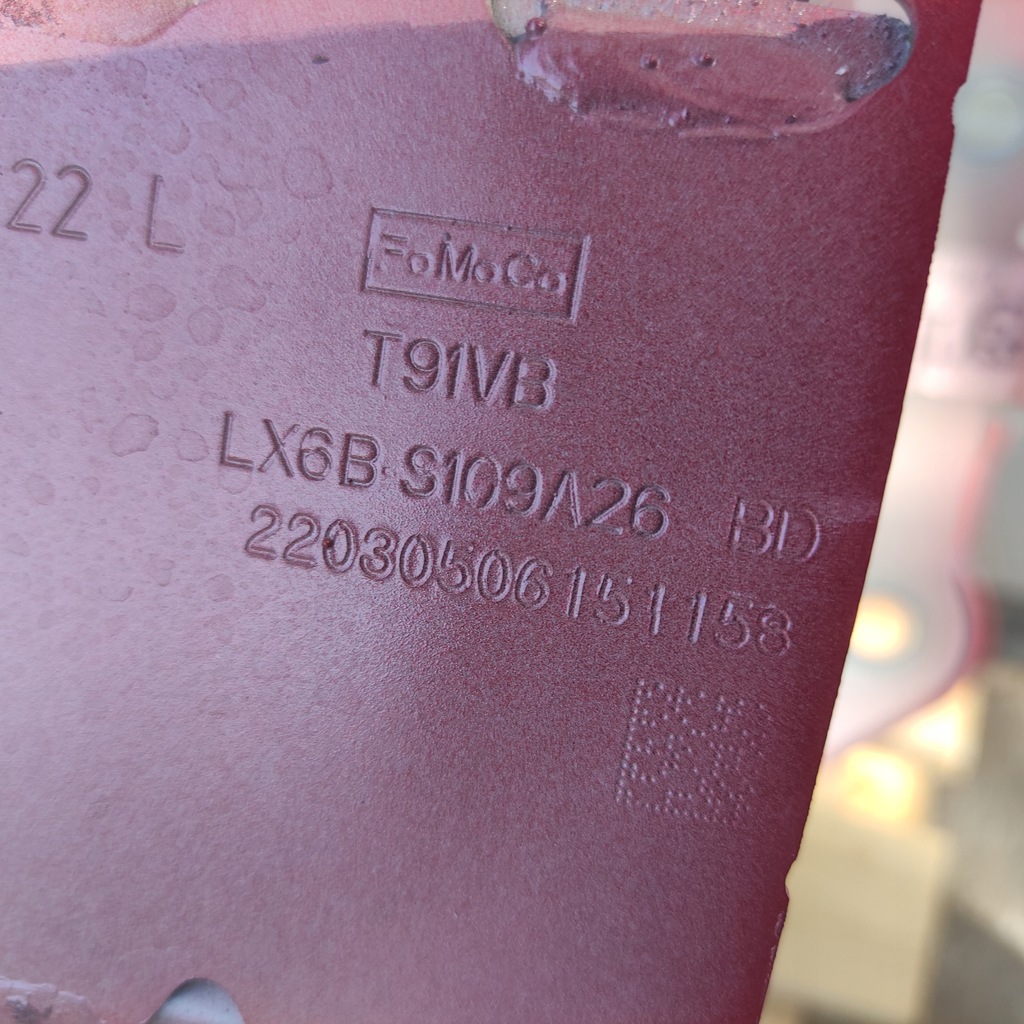 22 L
FoMoCo
T91VB
LX6B-S109A26 BD
22030506151158